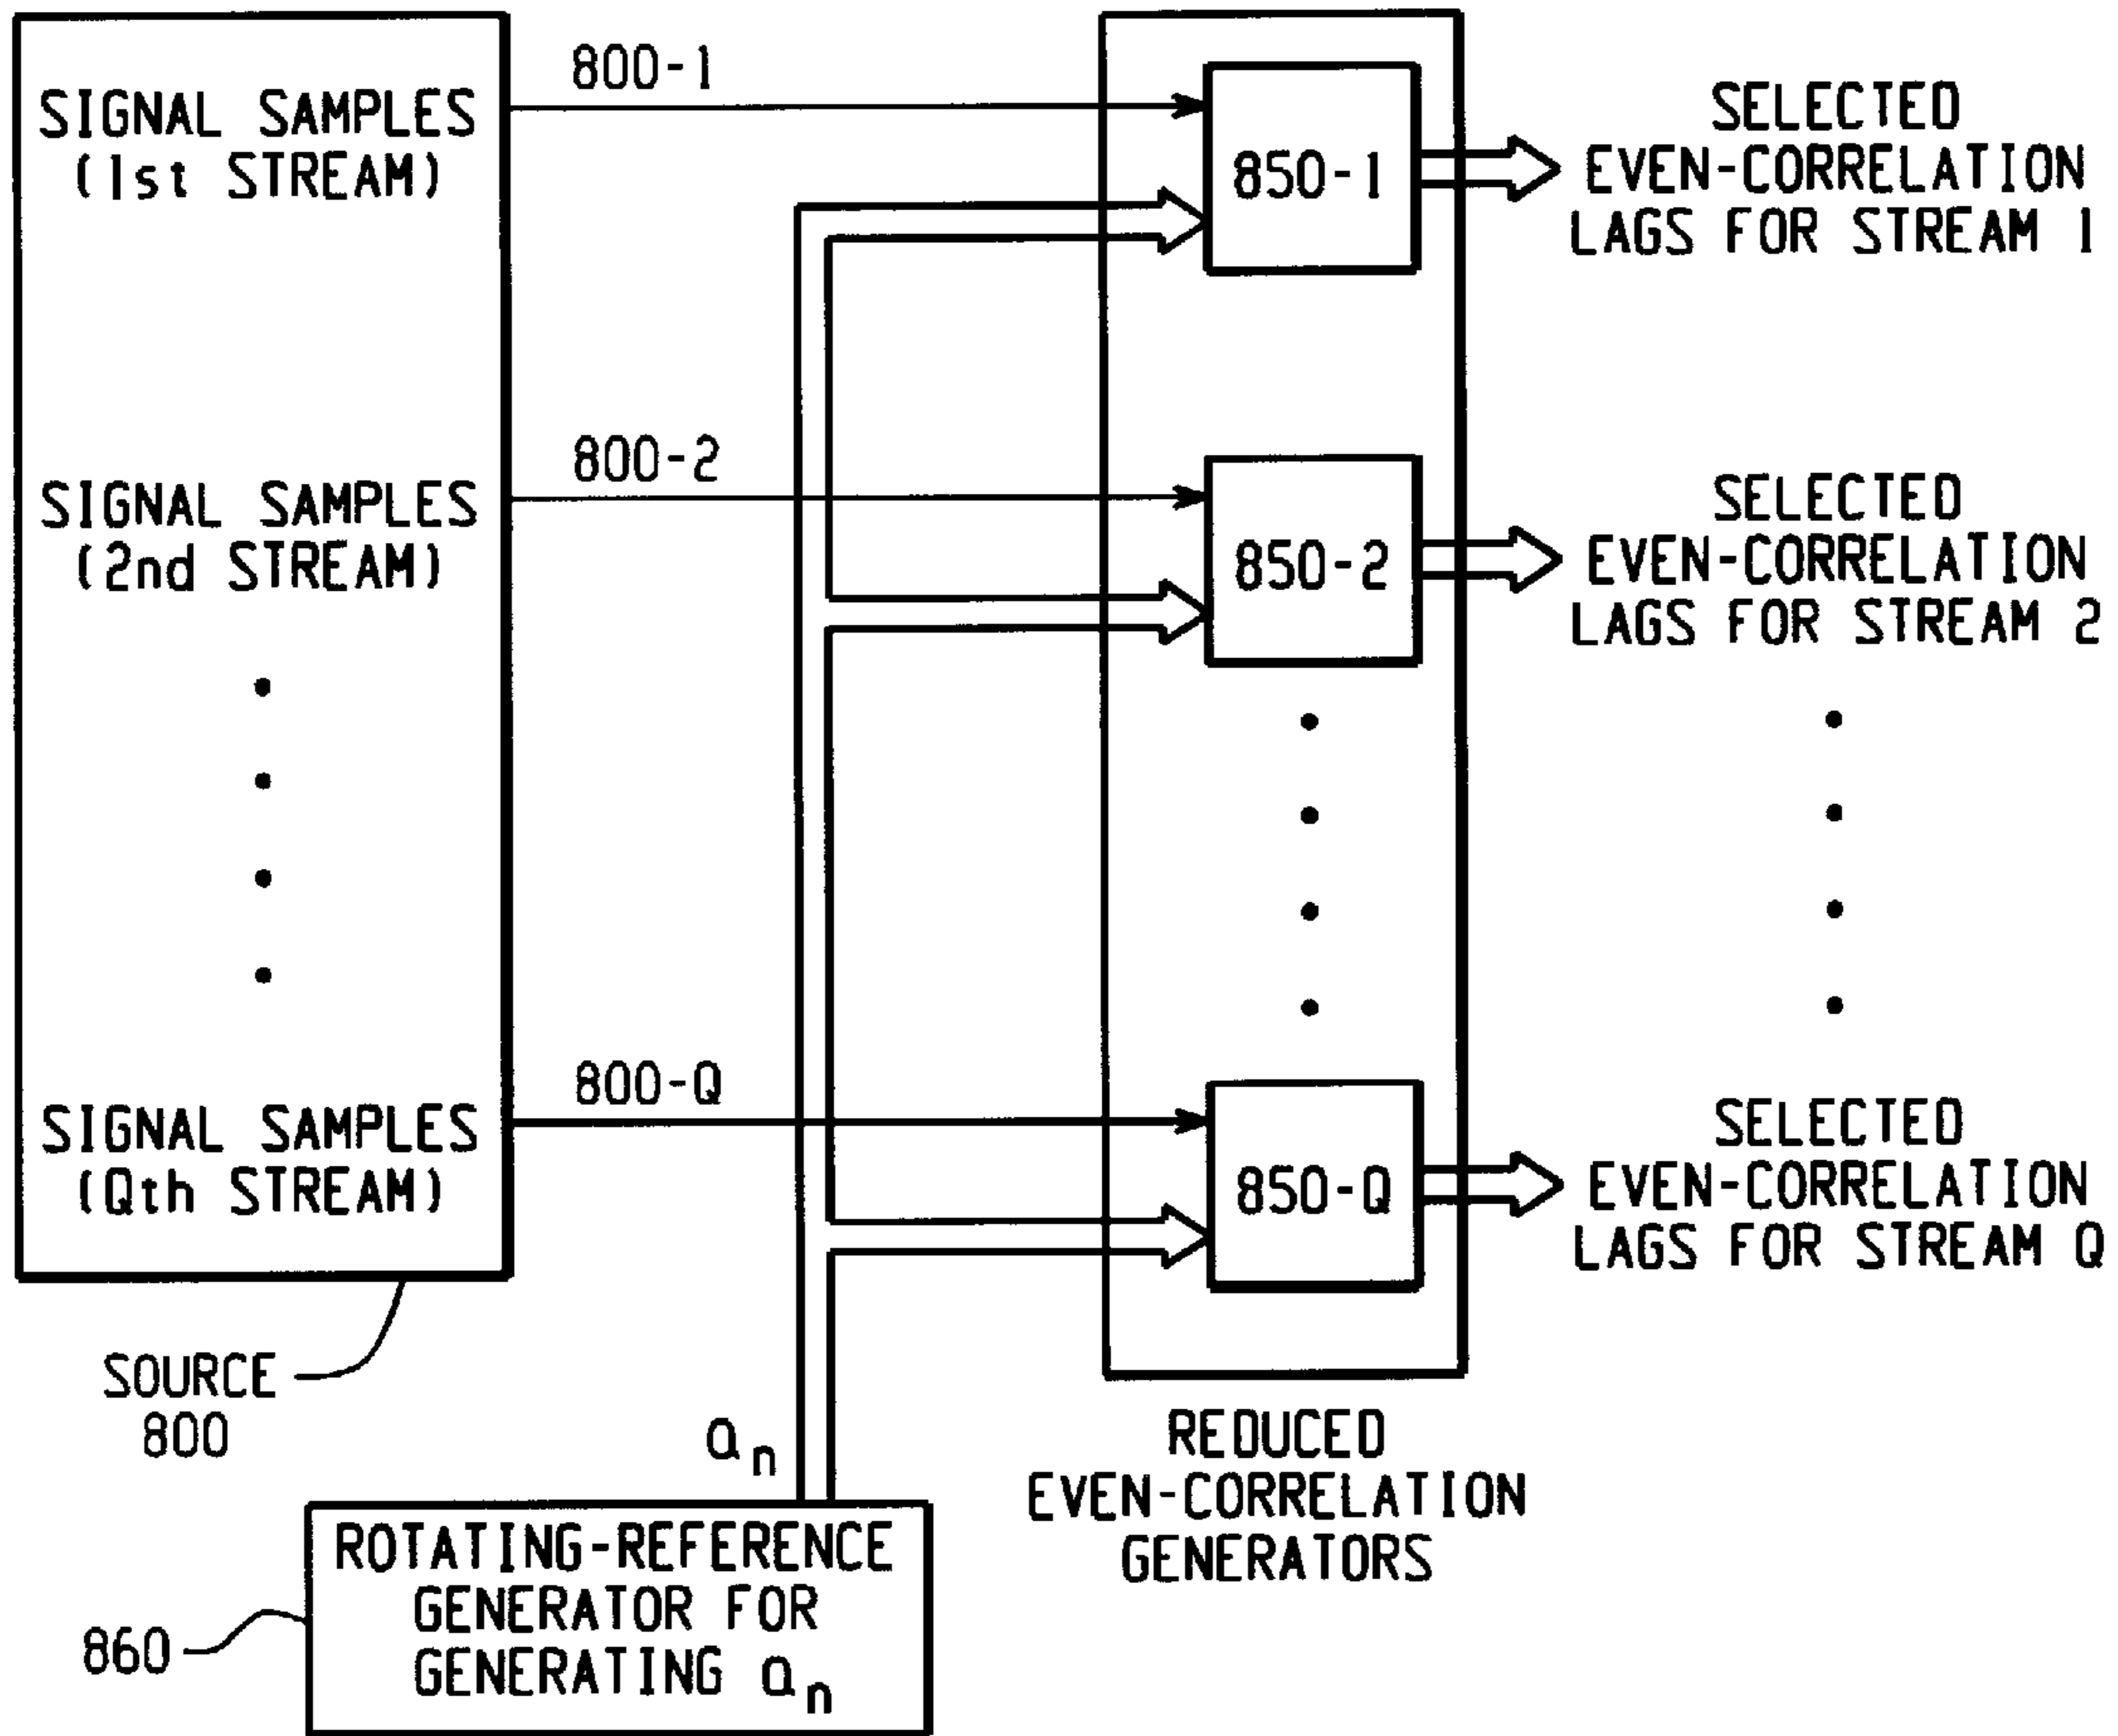 SIGNAL SAMPLES
(1st STREAM)
800-1
850-1
SELECTED
EVEN-CORRELATION
LAGS FOR STREAM 1
SIGNAL SAMPLES
(2nd STREAM)
800-2
850-2
SELECTED
EVEN-CORRELATION
LAGS FOR STREAM 2
SIGNAL SAMPLES
(Qth STREAM)
800-Q
850-Q
SELECTED
EVEN-CORRELATION
LAGS FOR STREAM Q
SOURCE
800
an
REDUCED
EVEN-CORRELATION
GENERATORS
860
ROTATING-REFERENCE
GENERATOR FOR
GENERATING an